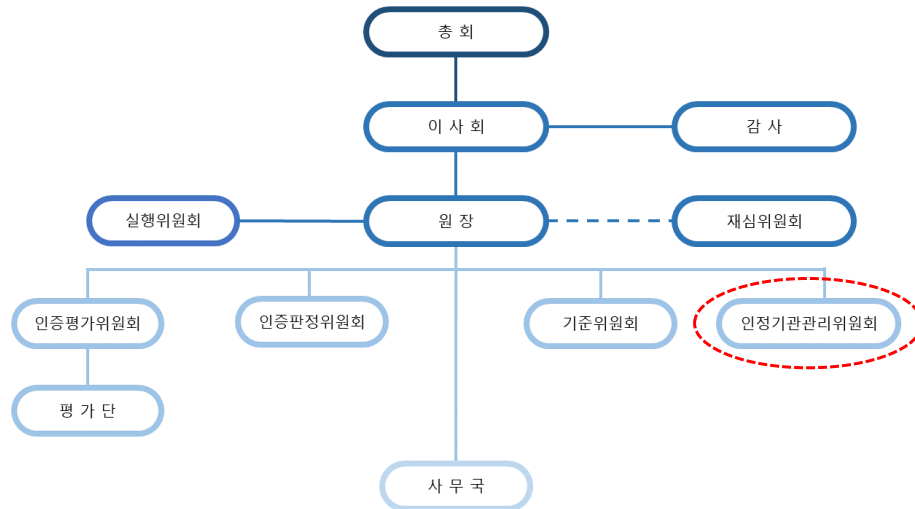 총 회
이 사 회
감 사
실행위원회
원 장
재심위원회
인증평가위원회
인증판정위원회
기준위원회
인정기관관리위원회
평 가 단
사 무 국